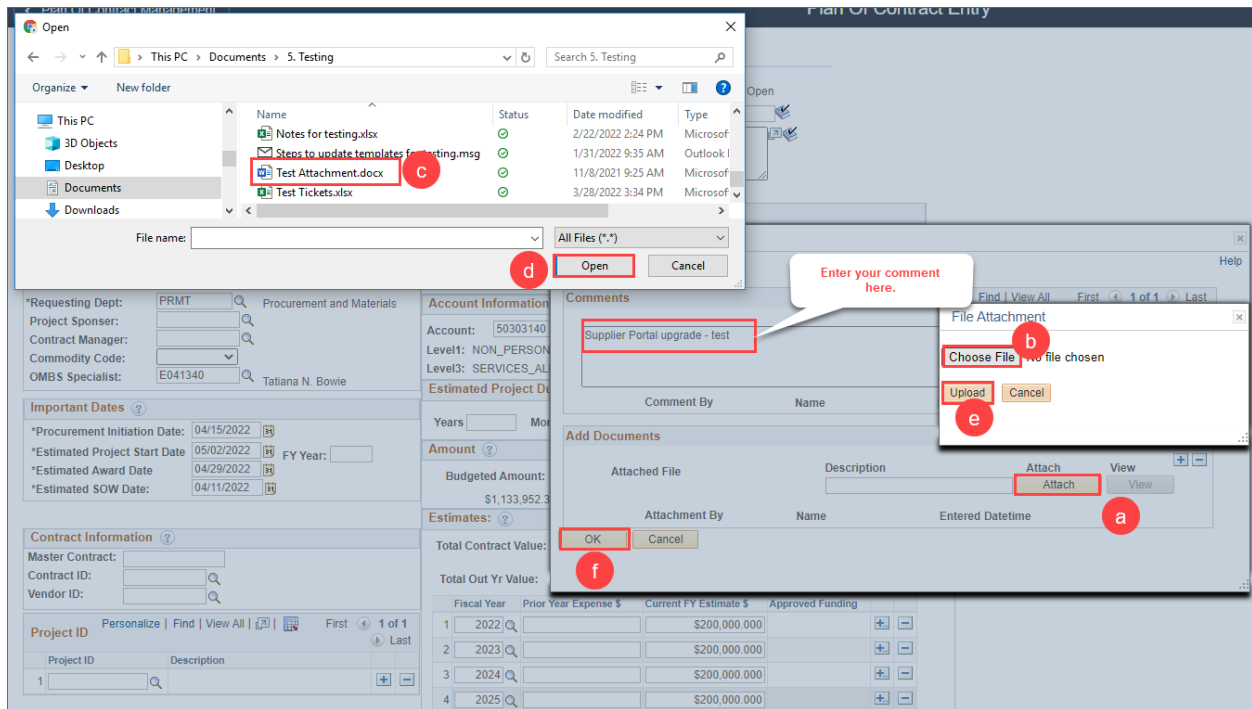 Plan Of Contract Management
Plan Of Contract Entry
Open
This PC > Documents > 5. Testing
Search 5. Testing
Organize
New folder
?
Open
This PC
3D Objects
Desktop
Documents
Downloads
Name Status Date modified Type
Notes for testing.xlsx 2/22/2022 2:24 PM Microsof
Steps to update templates for testing.msg 1/31/2022 9:35 AM Outlook
Test Attachment.docx 11/8/2021 9:25 AM Microsof
c
Test Tickets.xlsx 3/28/2022 3:34 PM Microsof
File name:
All Files (*.*)
d
Open
Cancel
Help
Enter your comment
here.
*Requesting Dept: PRMT Procurement and Materials
Project Sponser:
Contract Manager:
Commodity Code:
OMBS Specialist: E041340 Tatiana N. Bowie
Account Information
Account: 50303140
Level1: NON_PERSON
Level3: SERVICES_AL
Comments
Find | View All First 1 of 1 Last
Supplier Portal upgrade - test
Comment By Name
File Attachment
b
Choose File No file chosen
Upload
Cancel
e
Important Dates ?
*Procurement Initiation Date: 04/15/2022
*Estimated Project Start Date 05/02/2022 FY Year:
*Estimated Award Date 04/29/2022
*Estimated SOW Date: 04/11/2022
Estimated Project Du
Years Mor
Amount ?
Budgeted Amount:
$1,133,952.3
Add Documents
Attached File Description Attach View
Attach View
Attachment By Name Entered Datetime
a
OK
Cancel
f
Estimates: ?
Total Contract Value:
Total Out Yr Value:
Contract Information ?
Master Contract:
Contract ID:
Vendor ID:
Project ID Personalize | Find | View All | First 1 of 1
Last
Project ID Description
1
Fiscal Year Prior Year Expense $ Current FY Estimate $ Approved Funding
1 2022 $200,000.000
2 2023 $200,000.000
3 2024 $200,000.000
4 2025 $200,000.000